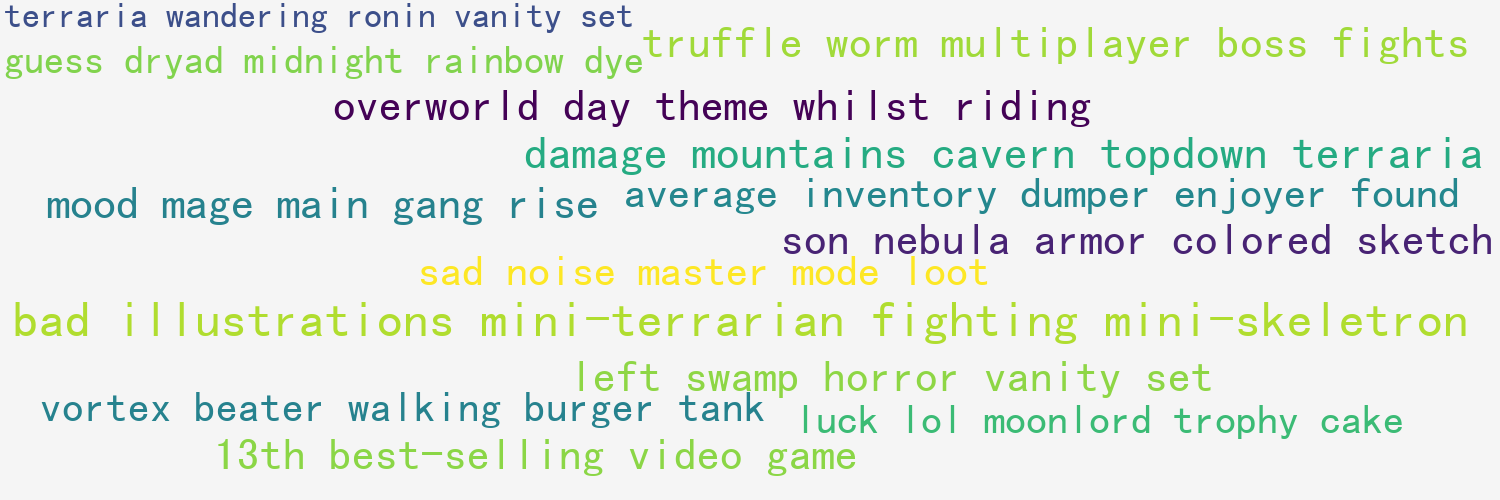 terraria wandering ronin vanity set
truffle worm multiplayer boss fights
guess dryad midnight rainbow dye
overworld day theme whilst riding
damage mountains cavern topdown terraria
average inventory dumper enjoyer found
mood mage main gang rise
son nebula armor colored sketch
sad noise master mode loot
bad illustrations mini-terrarian fighting mini-skeletron
left swamp horror vanity set
vortex beater walking burger tank
luck lol moonlord trophy cake
13th best-selling video game